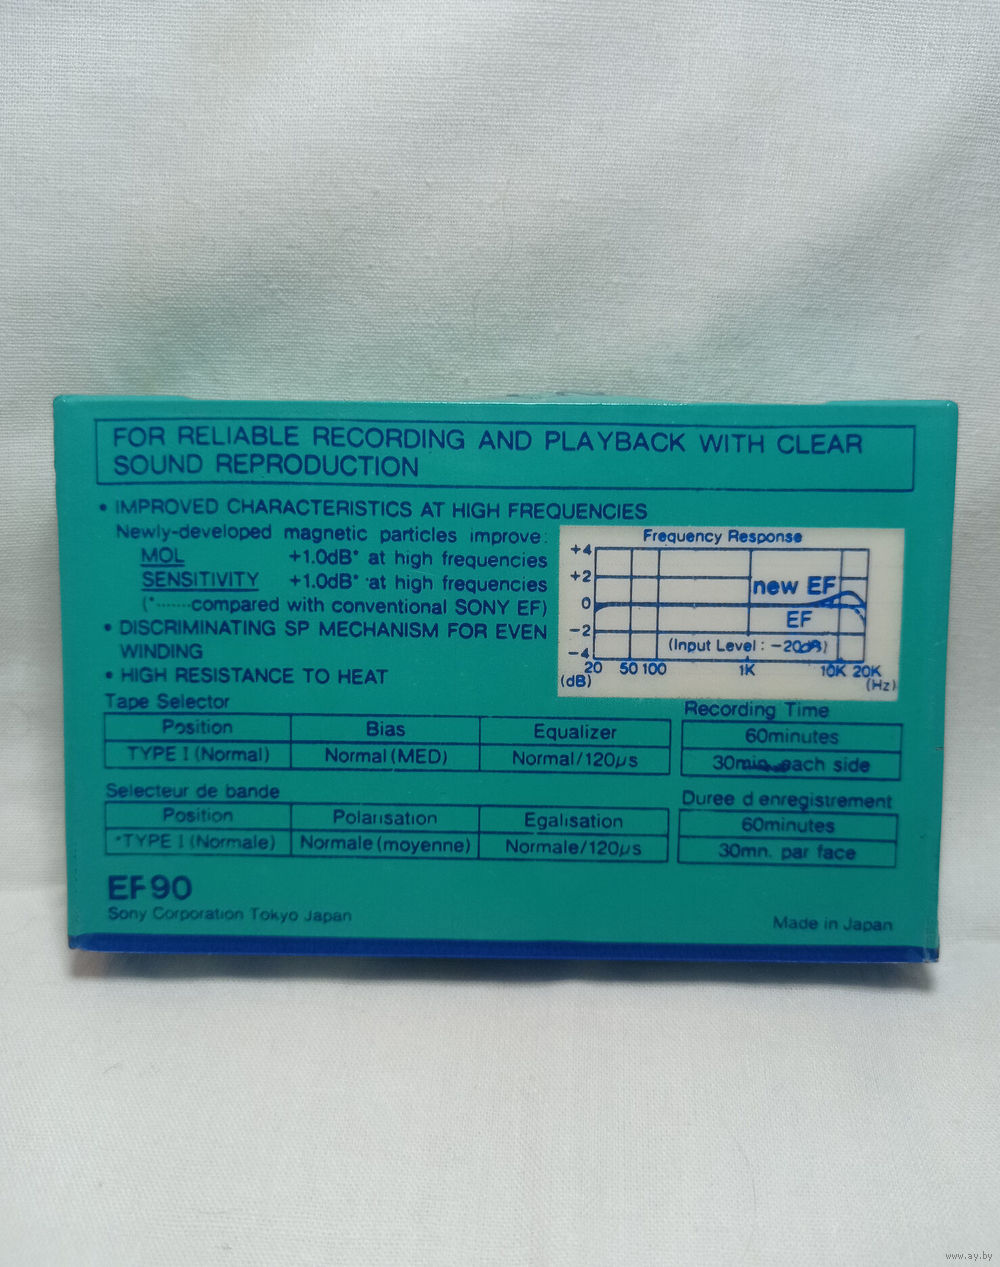 FOR RELIABLE RECORDING AND PLAYBACK WITH CLEAR
SOUND REPRODUCTION
• IMPROVED CHARACTERISTICS AT HIGH FREQUENCIES
Newly-developed magnetic particles improve:
MOL +1.0dB* at high frequencies
SENSITIVITY +1.0dB* at high frequencies
(*·······compared with conventional SONY EF)
• DISCRIMINATING SP MECHANISM FOR EVEN
WINDING
• HIGH RESISTANCE TO HEAT
Frequency Response
+4
+2
0
−2
−4
new EF
EF
(Input Level : −20dB)
20 50 100 1K 10K 20K
(dB) (Hz)
Tape Selector
Position Bias Equalizer
TYPE I (Normal) Normal (MED) Normal/120μs
Recording Time
60minutes
30min. each side
Selecteur de bande
Position Polarisation Egalisation
TYPE I (Normale) Normale (moyenne) Normale/120μs
Duree d enregistrement
60minutes
30mn. par face
EF90
Sony Corporation Tokyo Japan
Made in Japan
www.ay.by